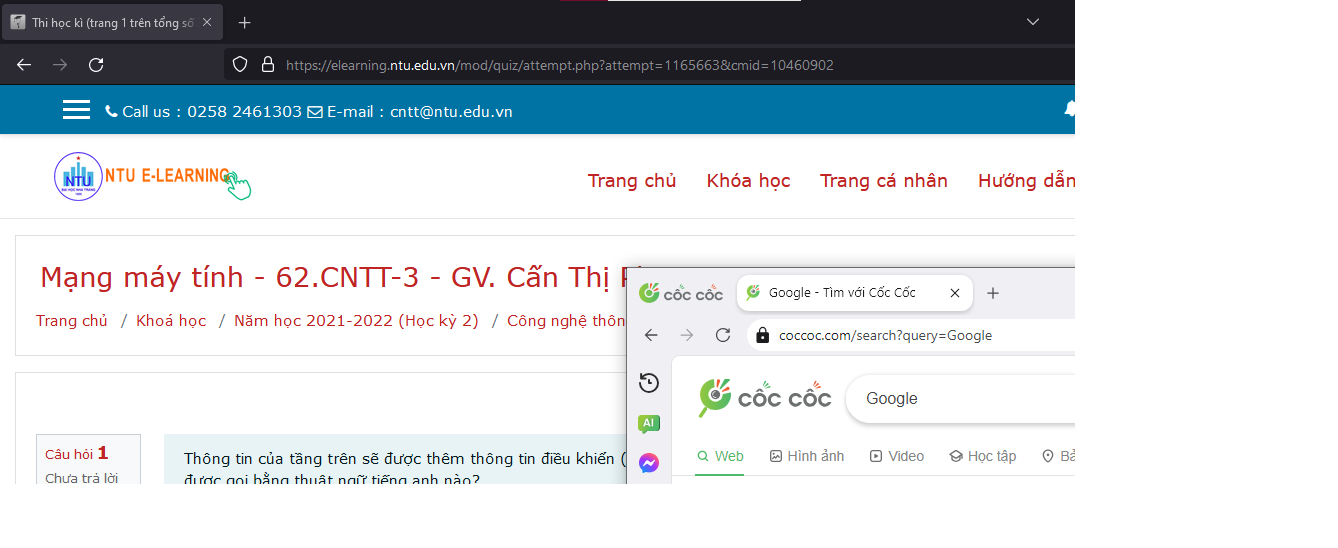 Thi học kì (trang 1 trên tổng số
https://elearning.ntu.edu.vn/mod/quiz/attempt.php?attempt=1165663&cmid=10460902
Call us : 0258 2461303 E-mail : cntt@ntu.edu.vn
NTU
NTU E-LEARNING
Trang chủ Khóa học Trang cá nhân Hướng dẫn
Mạng máy tính - 62.CNTT-3 - GV. Cấn Thị
Trang chủ / Khoá học / Năm học 2021-2022 (Học kỳ 2) / Công nghệ thôn
Câu hỏi 1
Chưa trả lời
Thông tin của tầng trên sẽ được thêm thông tin điều khiển (
được gọi bằng thuật ngữ tiếng anh nào?
cốc cốc
Google - Tìm với Cốc Cốc
coccoc.com/search?query=Google
cốc cốc
Google
AI
Web Hình ảnh Video Học tập